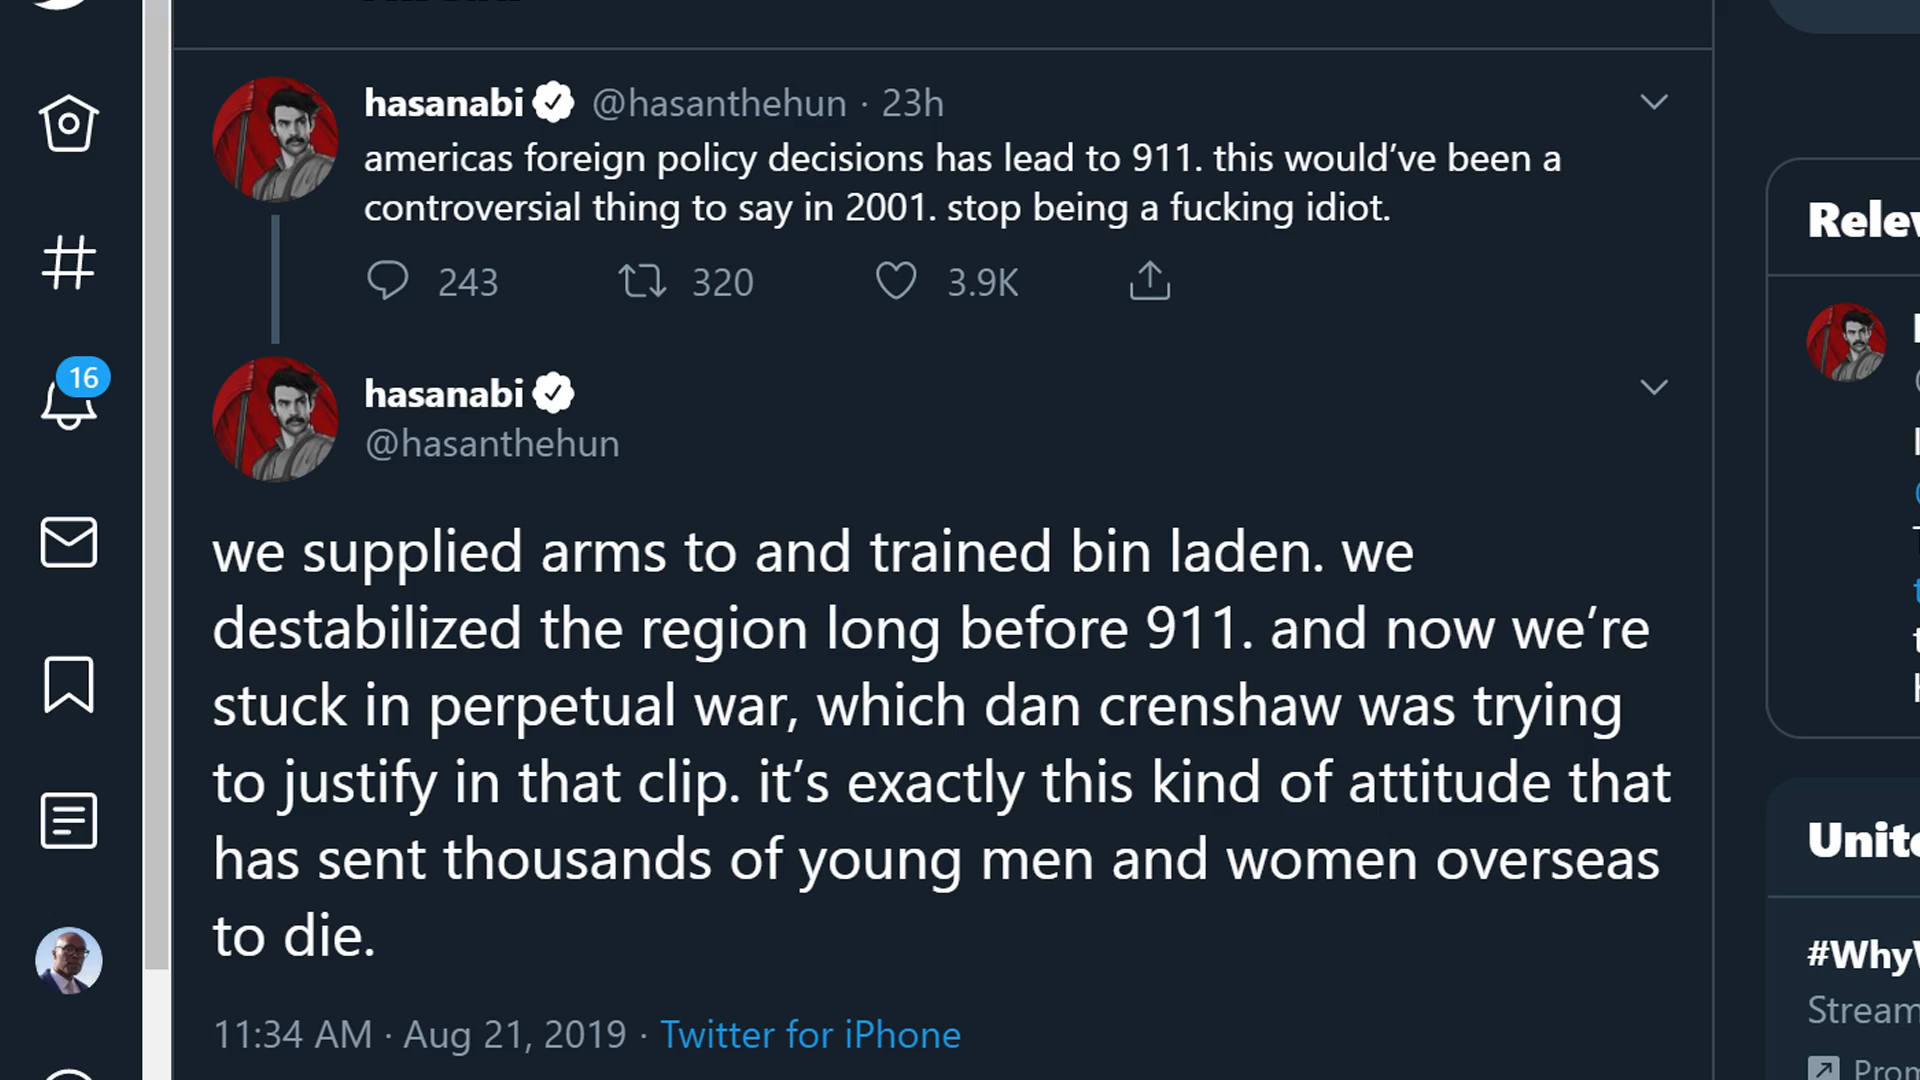 hasanabi @hasanthehun · 23h
americas foreign policy decisions has lead to 911. this would’ve been a
controversial thing to say in 2001. stop being a fucking idiot.
243 320 3.9K
16
hasanabi
@hasanthehun
we supplied arms to and trained bin laden. we
destabilized the region long before 911. and now we’re
stuck in perpetual war, which dan crenshaw was trying
to justify in that clip. it’s exactly this kind of attitude that
has sent thousands of young men and women overseas
to die.
11:34 AM · Aug 21, 2019 · Twitter for iPhone
Relev
Unite
#WhyW
Stream
Prom